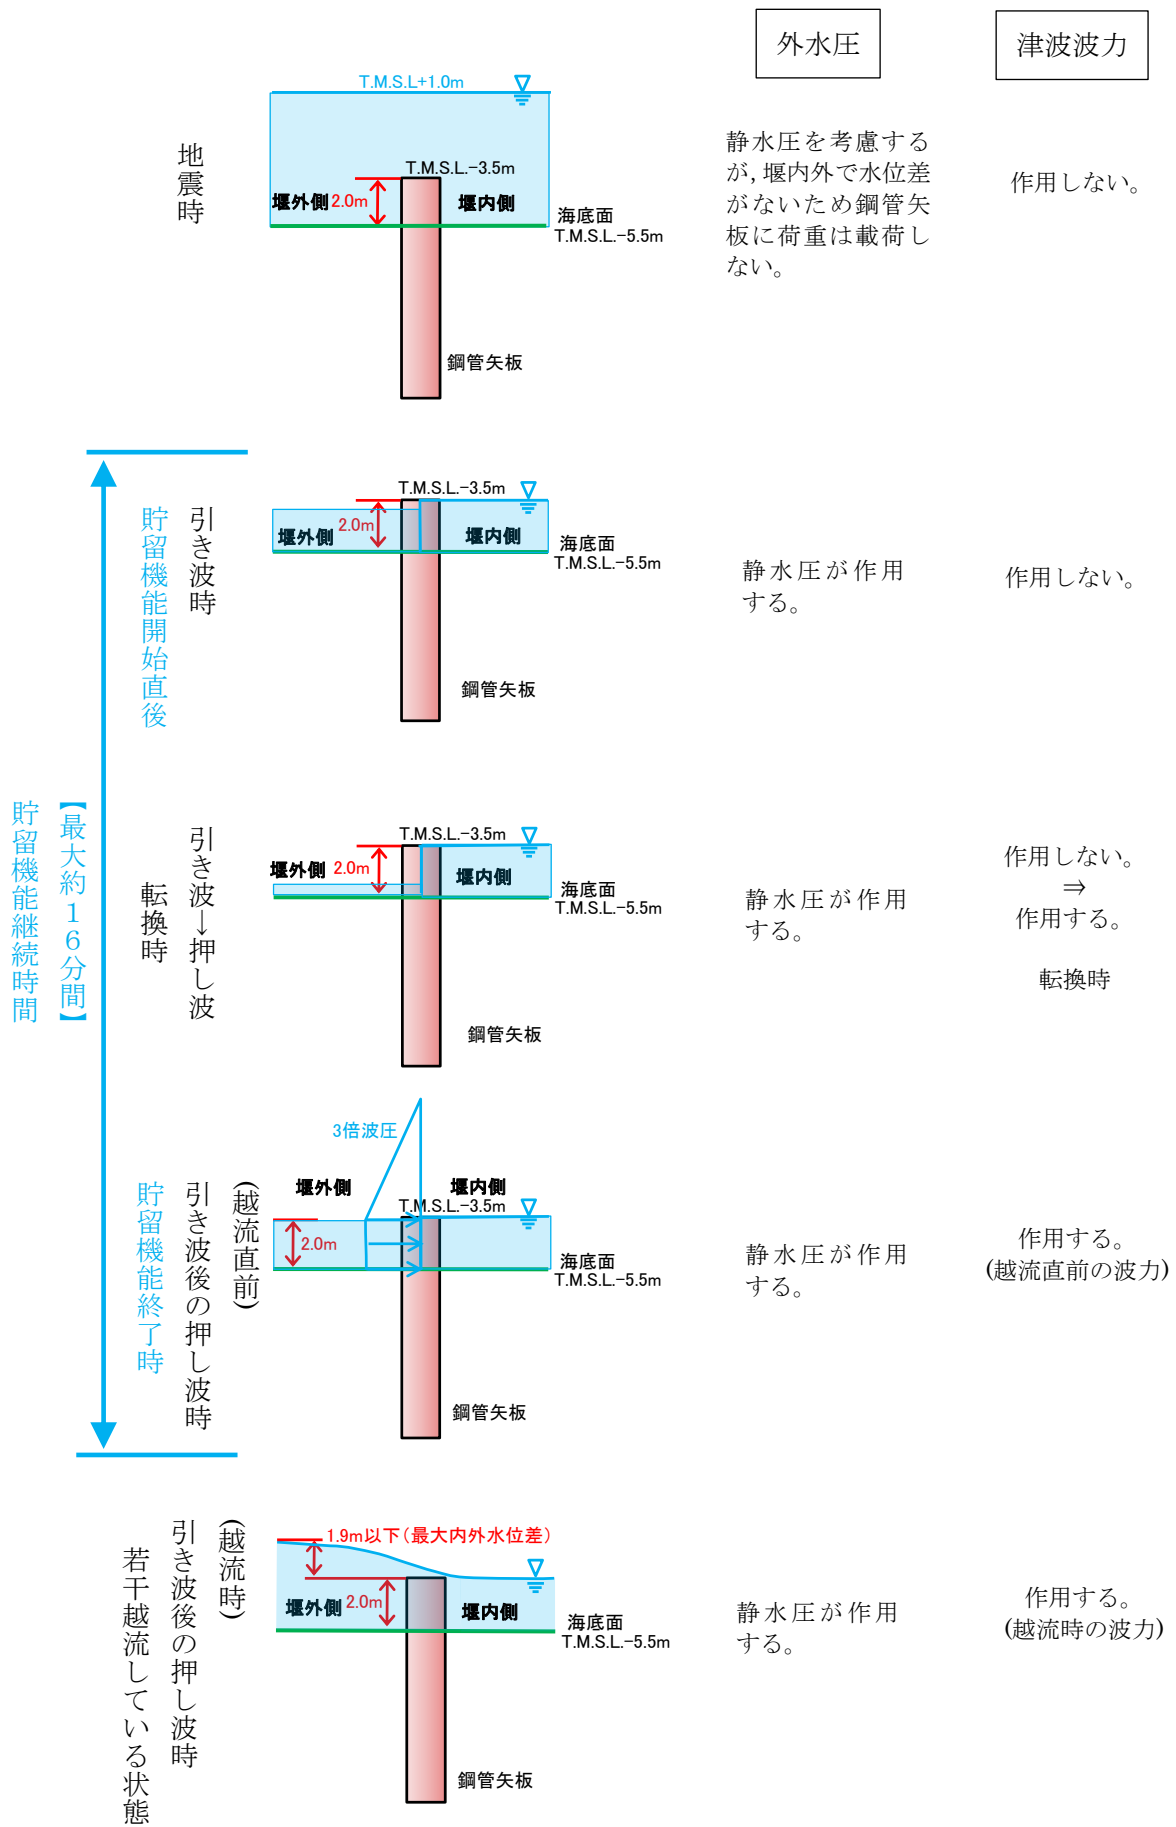 外水圧
津波波力
地震時
T.M.S.L+1.0m
T.M.S.L.-3.5m
堰外側
2.0m
堰内側
海底面
T.M.S.L.-5.5m
鋼管矢板
静水圧を考慮する
が,堰内外で水位差
がないため鋼管矢
板に荷重は載荷し
ない。
作用しない。
貯留機能継続時間
【最大約16分間】
引き波時
貯留機能開始直後
T.M.S.L.-3.5m
堰外側
2.0m
堰内側
海底面
T.M.S.L.-5.5m
鋼管矢板
静水圧が作用
する。
作用しない。
引き波→押し波
転換時
T.M.S.L.-3.5m
堰外側
2.0m
堰内側
海底面
T.M.S.L.-5.5m
鋼管矢板
静水圧が作用
する。
作用しない。
⇒
作用する。
転換時
(越流直前)
引き波後の押し波時
貯留機能終了時
3倍波圧
堰外側
堰内側
T.M.S.L.-3.5m
2.0m
海底面
T.M.S.L.-5.5m
鋼管矢板
静水圧が作用
する。
作用する。
(越流直前の波力)
(越流時)
引き波後の押し波時
若干越流している状態
1.9m以下(最大内外水位差)
堰外側
2.0m
堰内側
海底面
T.M.S.L.-5.5m
鋼管矢板
静水圧が作用
する。
作用する。
(越流時の波力)